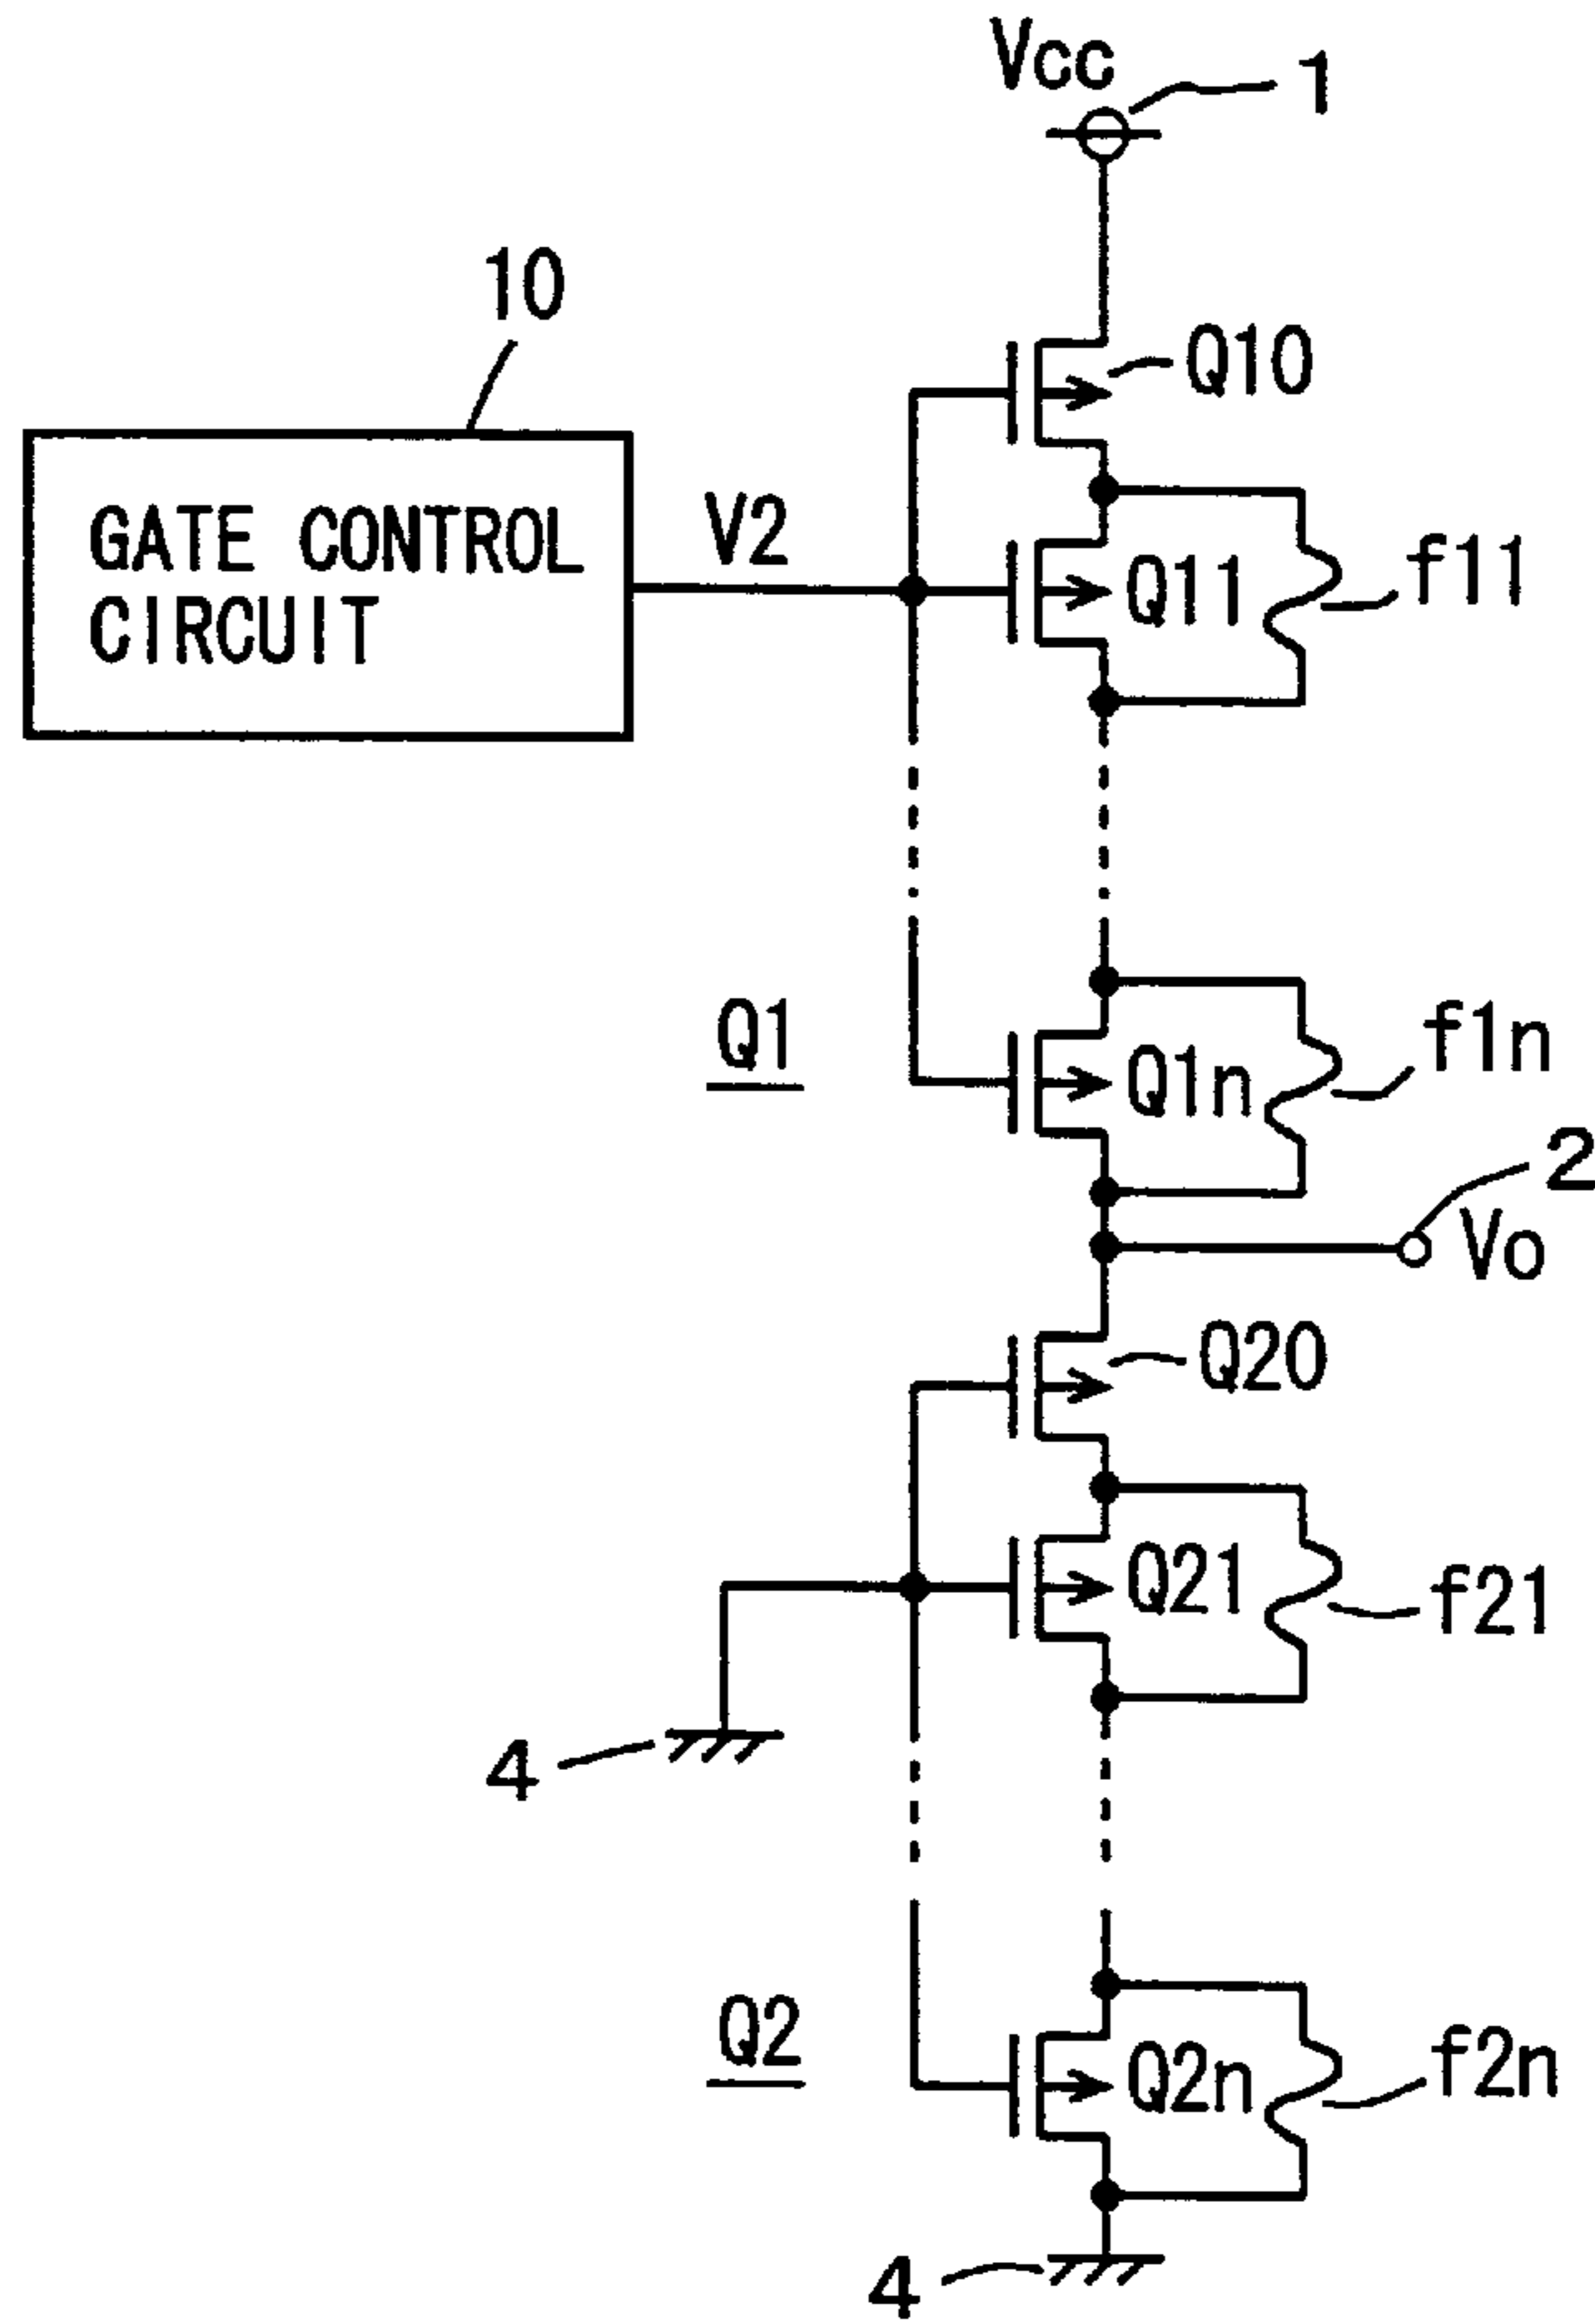 Vcc
1
10
Q10
GATE CONTROL
CIRCUIT
V2
Q11
f11
Q1
Q1n
f1n
2
Vo
Q20
Q21
f21
4
Q2
Q2n
f2n
4